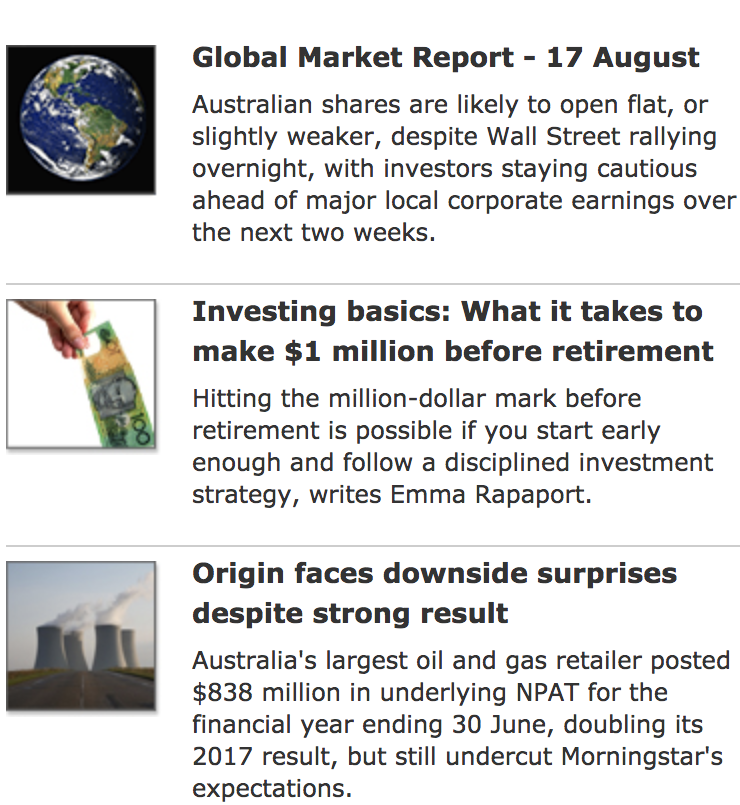 Global Market Report - 17 August
Australian shares are likely to open flat, or
slightly weaker, despite Wall Street rallying
overnight, with investors staying cautious
ahead of major local corporate earnings over
the next two weeks.
Investing basics: What it takes to
make $1 million before retirement
100
Hitting the million-dollar mark before
retirement is possible if you start early
enough and follow a disciplined investment
strategy, writes Emma Rapaport.
Origin faces downside surprises
despite strong result
Australia's largest oil and gas retailer posted
$838 million in underlying NPAT for the
financial year ending 30 June, doubling its
2017 result, but still undercut Morningstar's
expectations.